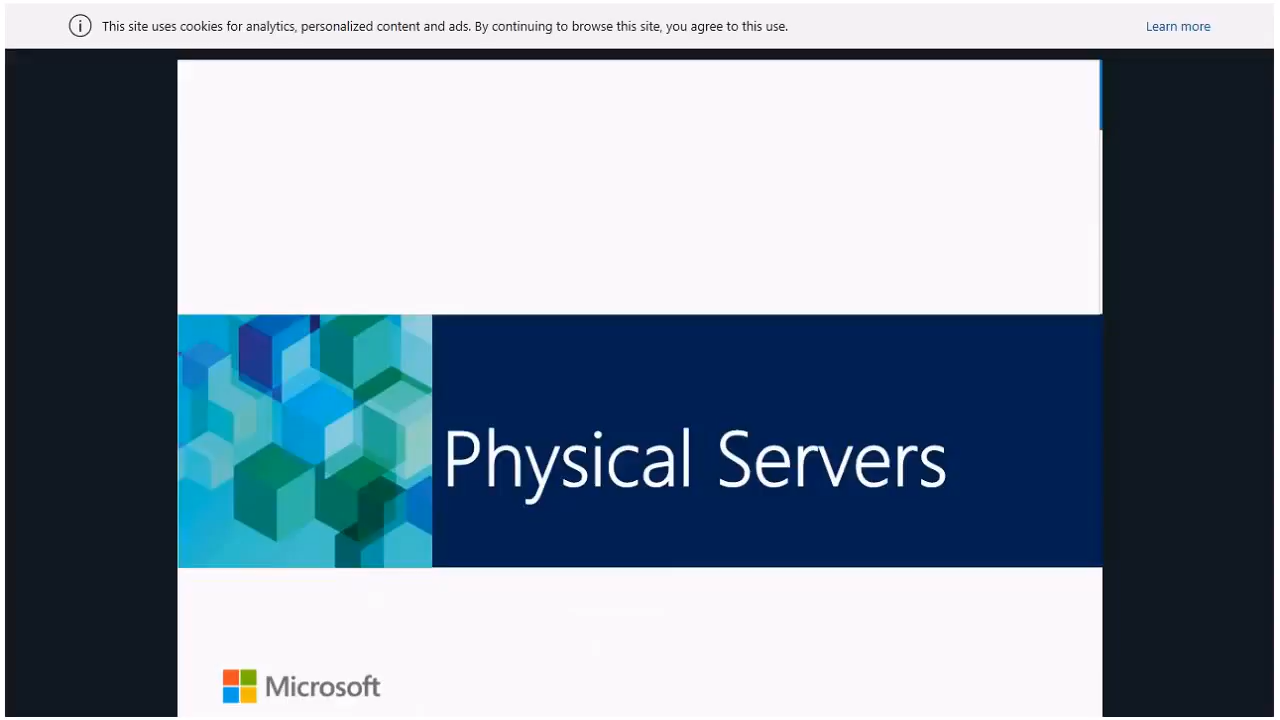 This site uses cookies for analytics, personalized content and ads. By continuing to browse this site, you agree to this use.
Learn more
Physical Servers
Microsoft